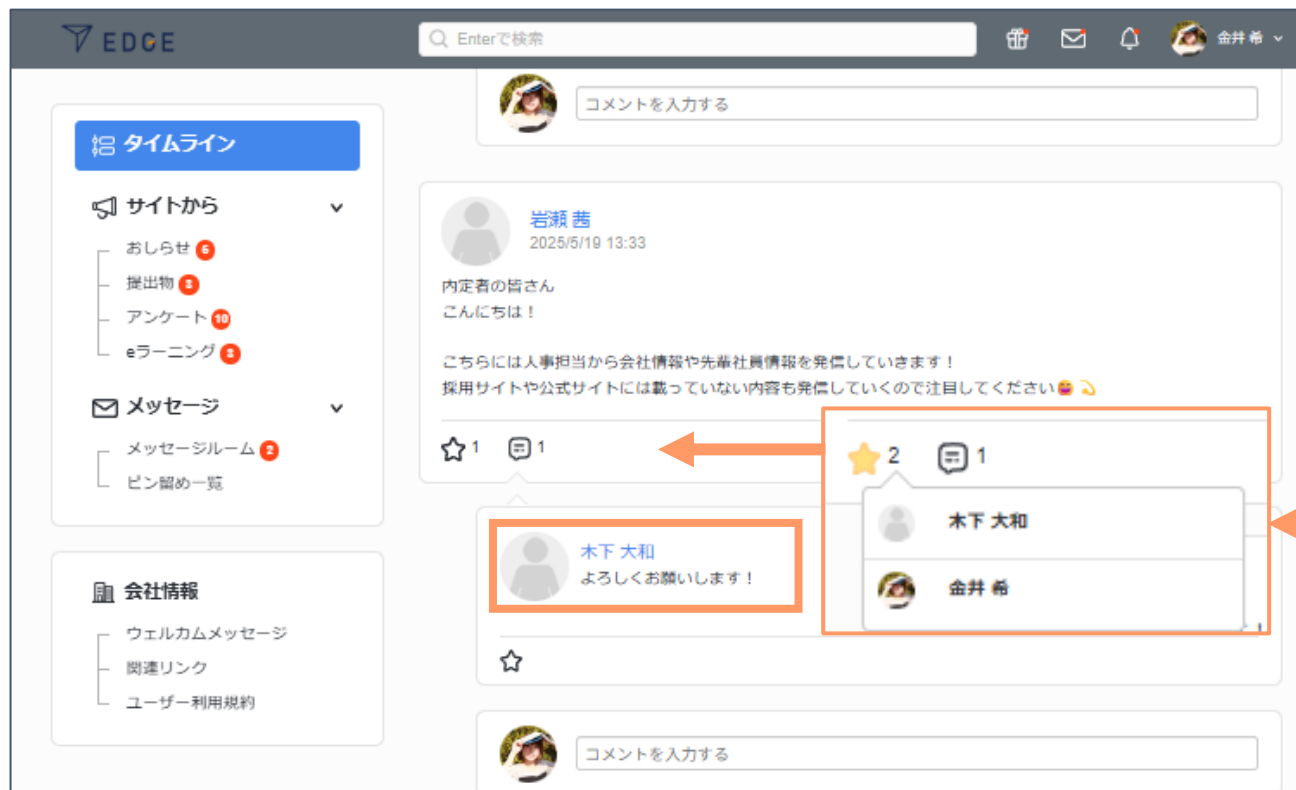 EDGE
Enterで検索
金井 希
タイムライン
サイトから
おしらせ 6
提出物 3
アンケート 10
eラーニング 3
メッセージ
メッセージルーム 2
ピン留め一覧
会社情報
ウェルカムメッセージ
関連リンク
ユーザー利用規約
コメントを入力する
岩瀬 茜
2025/5/19 13:33
内定者の皆さん
こんにちは！
こちらには人事担当から会社情報や先輩社員情報を発信していきます！
採用サイトや公式サイトには載っていない内容も発信していくので注目してください
1 1
2 1
木下 大和
金井 希
木下 大和
よろしくお願いします！
コメントを入力する